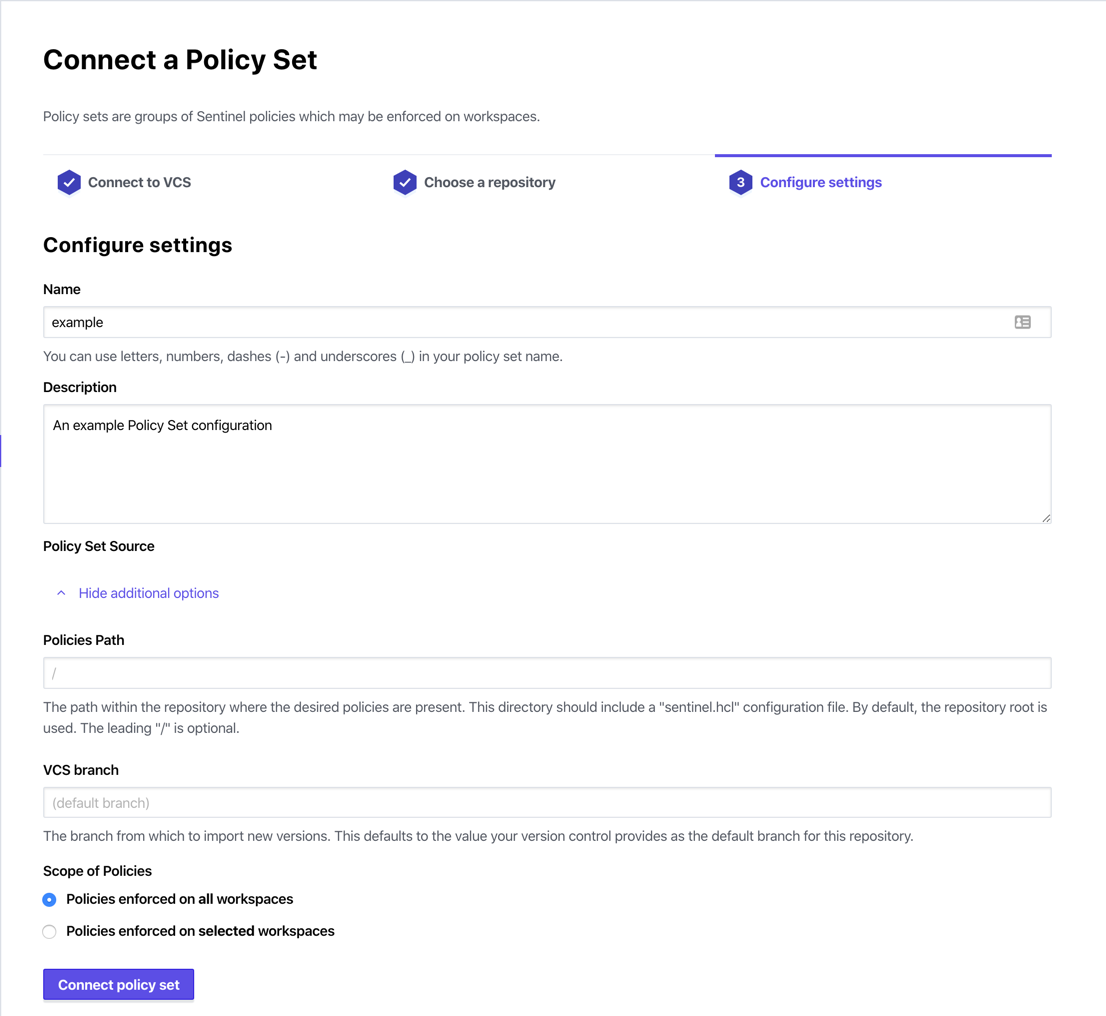 Connect a Policy Set
Policy sets are groups of Sentinel policies which may be enforced on workspaces.
Connect to VCS
Choose a repository
3 Configure settings
Configure settings
Name
example
You can use letters, numbers, dashes (-) and underscores (_) in your policy set name.
Description
An example Policy Set configuration
Policy Set Source
Hide additional options
Policies Path
/
The path within the repository where the desired policies are present. This directory should include a "sentinel.hcl" configuration file. By default, the repository root is
used. The leading "/" is optional.
VCS branch
(default branch)
The branch from which to import new versions. This defaults to the value your version control provides as the default branch for this repository.
Scope of Policies
Policies enforced on all workspaces
Policies enforced on selected workspaces
Connect policy set